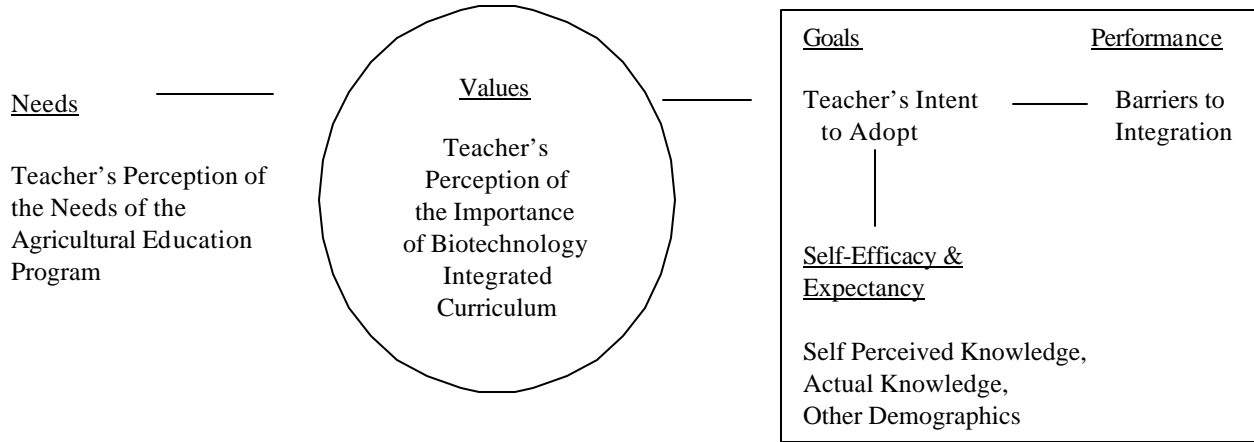 Needs
Teacher’s Perception of
the Needs of the
Agricultural Education
Program
Values
Teacher’s
Perception of
the Importance
of Biotechnology
Integrated
Curriculum
Goals
Teacher’s Intent
to Adopt
Performance
Barriers to
Integration
Self-Efficacy &
Expectancy
Self Perceived Knowledge,
Actual Knowledge,
Other Demographics